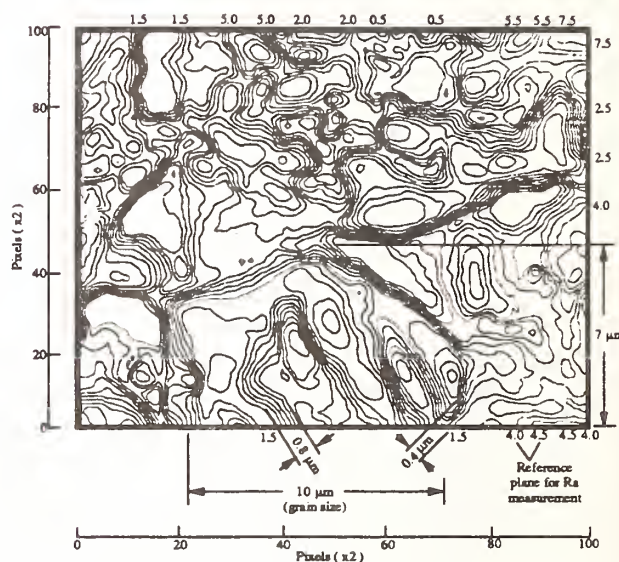 1.5 1.5 5.0 5.0 2.0 2.0 0.5 0.5 5.5 5.5 7.5
100
80
60
40
20
0
Pixels ( x2)
7.5
2.5
2.5
4.0
7 μm
1.5 0.8 μm 0.4 μm 1.5 4.0 4.5 4.5 4.0
Reference
plane for Ra
measurement
10 μm
(grain size)
0 20 40 60 80 100
Pixels ( x2)